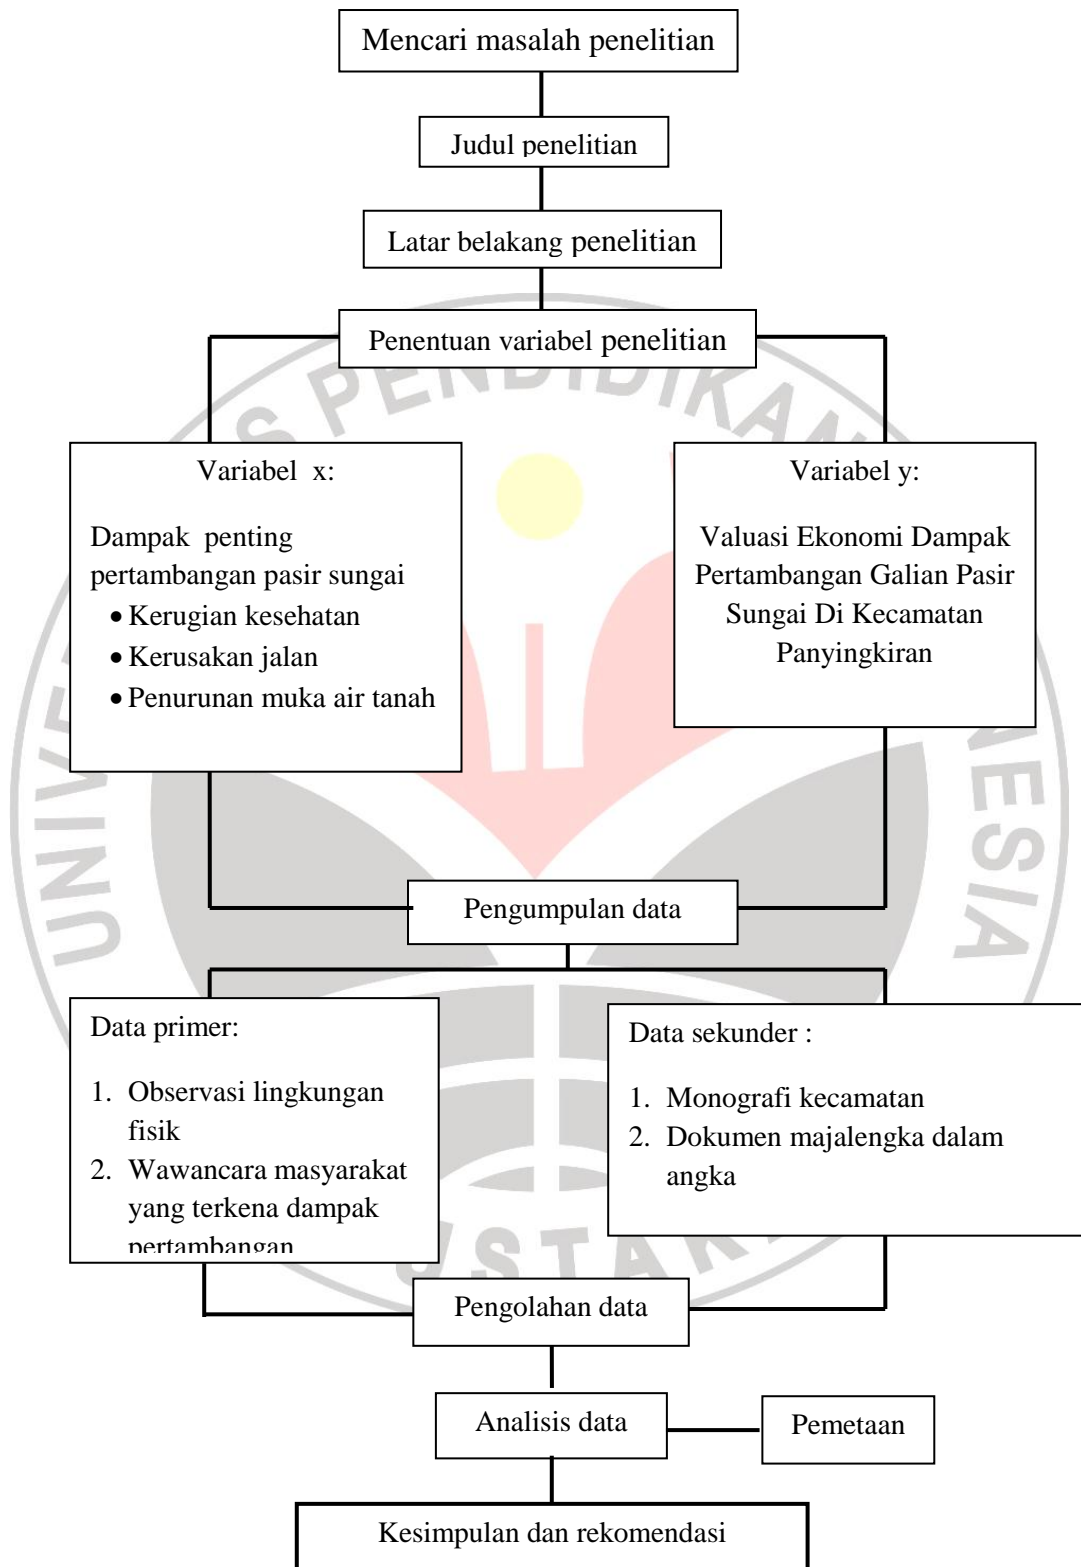 Mencari masalah penelitian
Judul penelitian
Latar belakang penelitian
Penentuan variabel penelitian
Variabel x:
Dampak penting
pertambangan pasir sungai
• Kerugian kesehatan
• Kerusakan jalan
• Penurunan muka air tanah
Variabel y:
Valuasi Ekonomi Dampak
Pertambangan Galian Pasir
Sungai Di Kecamatan
Panyingkiran
Pengumpulan data
Data primer:
1. Observasi lingkungan
fisik
2. Wawancara masyarakat
yang terkena dampak
pertambangan
Data sekunder :
1. Monografi kecamatan
2. Dokumen majalengka dalam
angka
Pengolahan data
Analisis data
Pemetaan
Kesimpulan dan rekomendasi